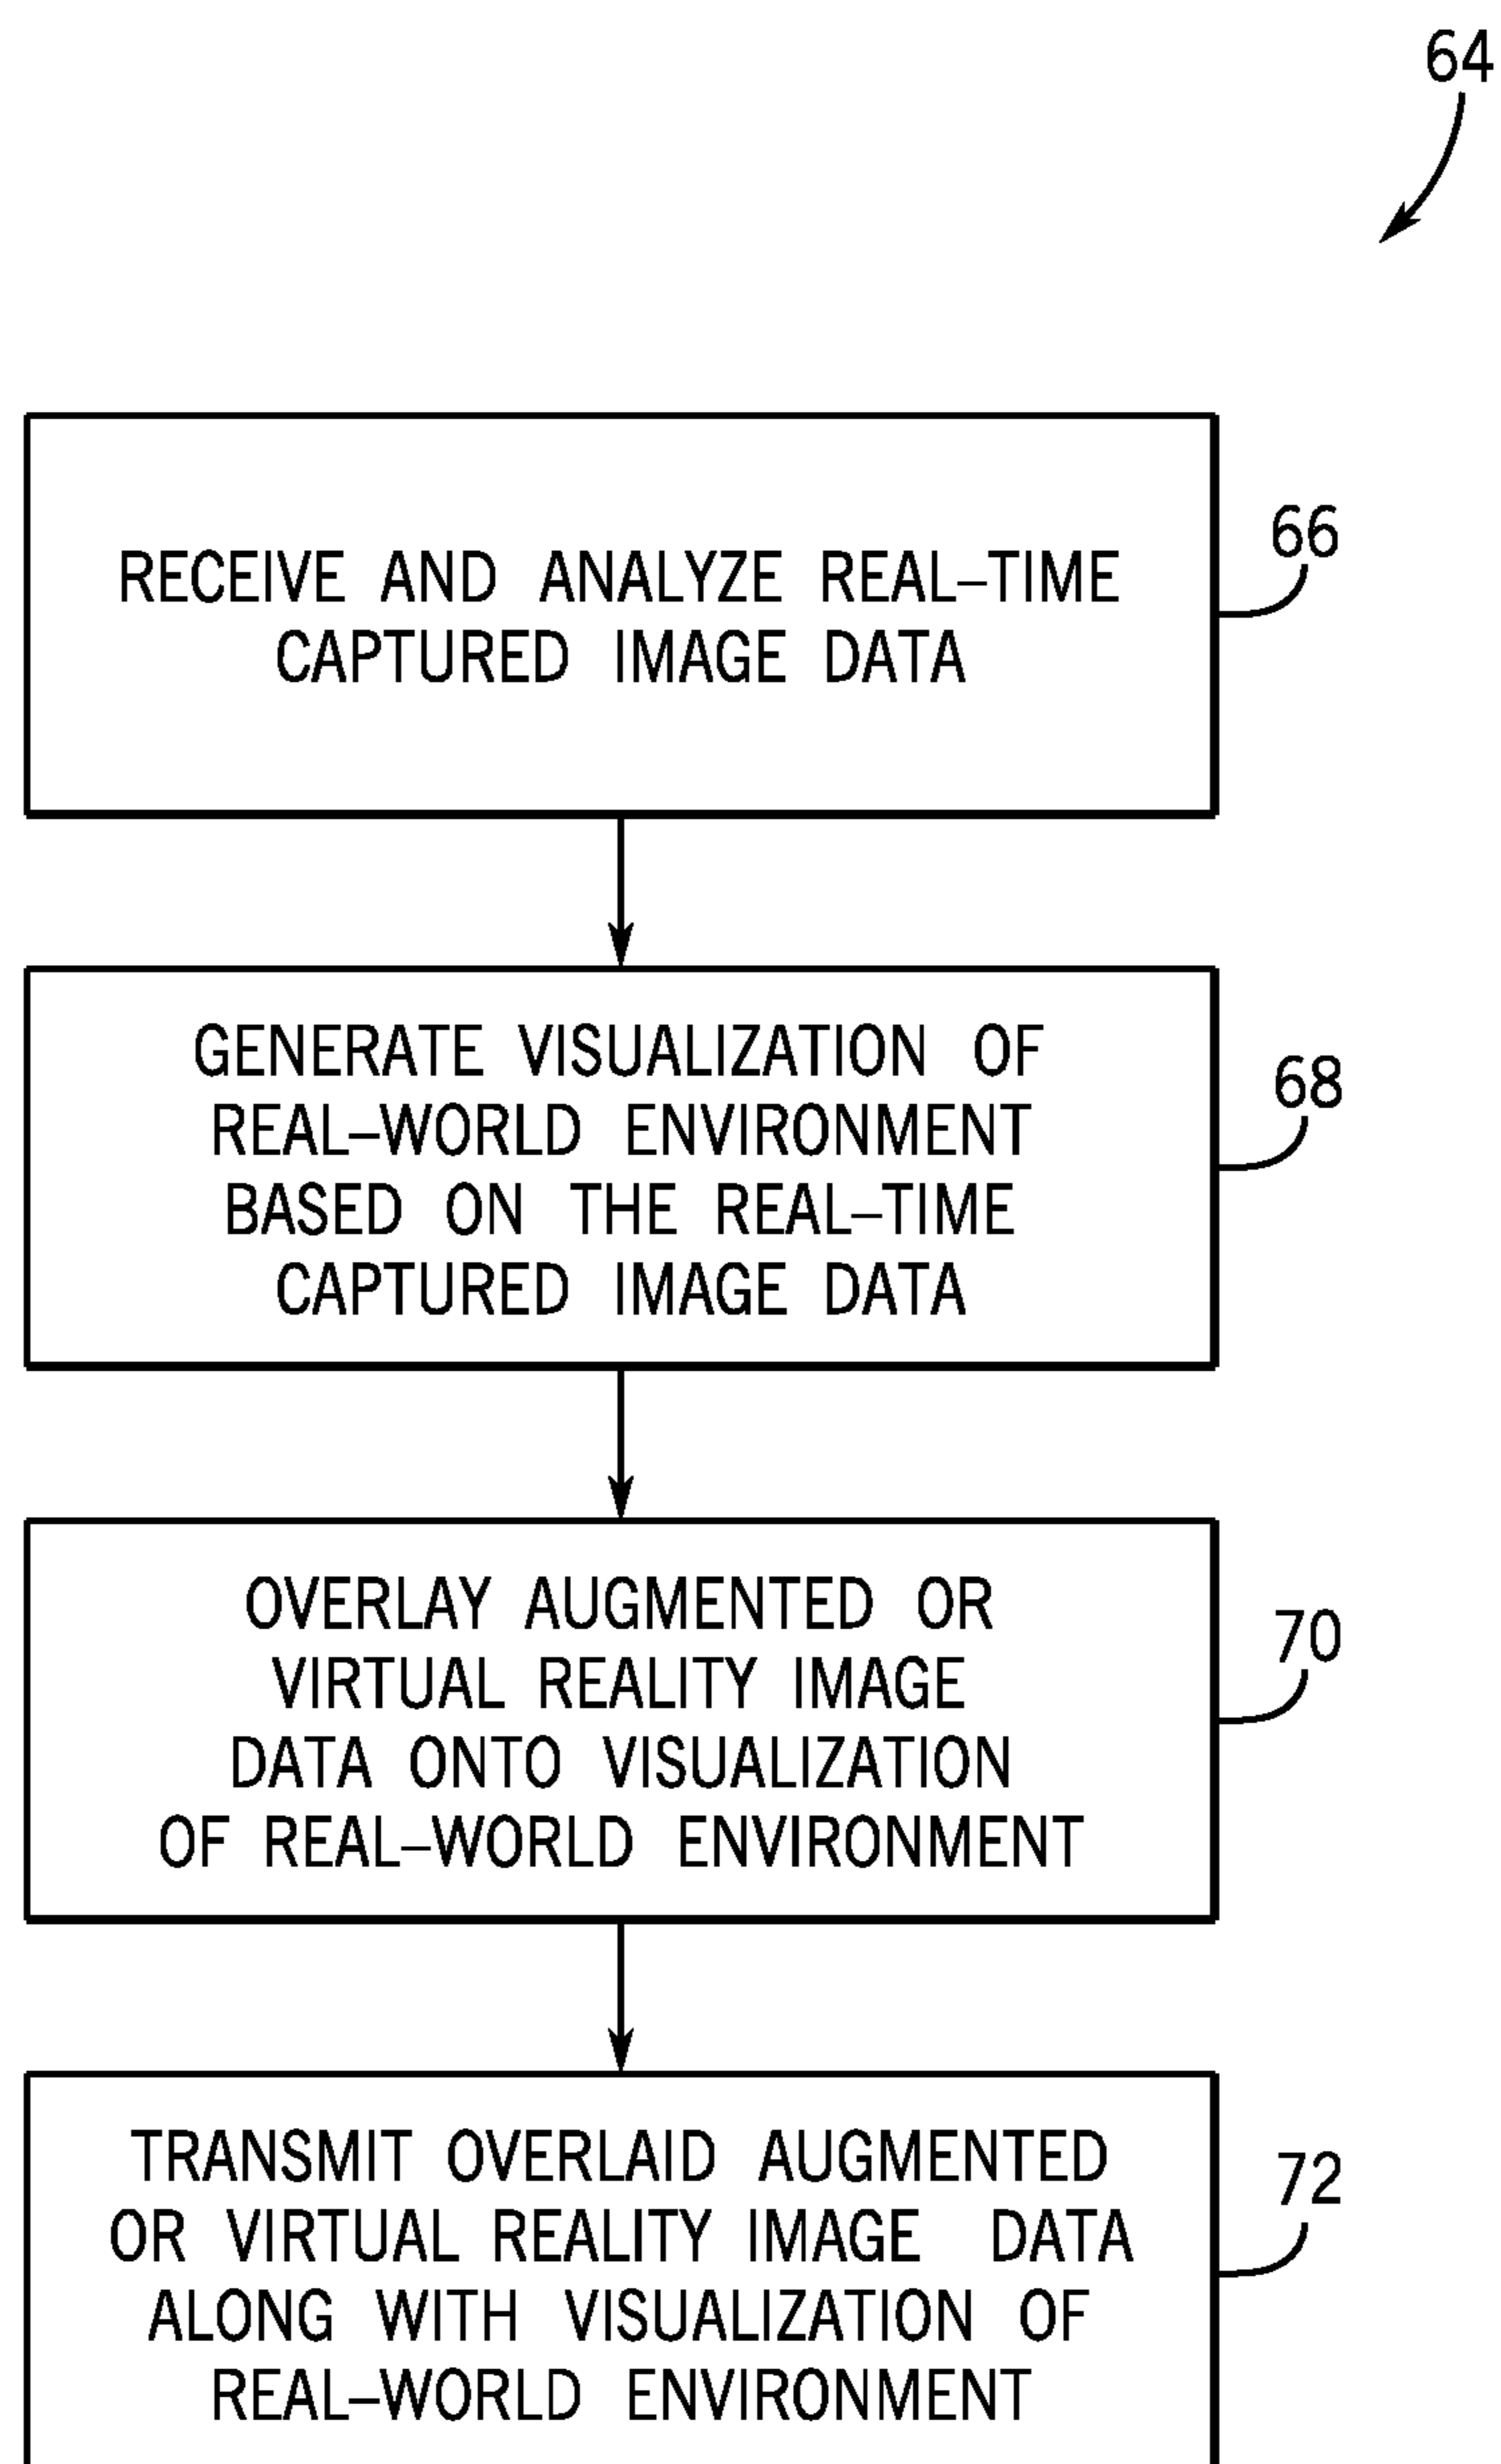 64
RECEIVE AND ANALYZE REAL-TIME
CAPTURED IMAGE DATA
66
GENERATE VISUALIZATION OF
REAL-WORLD ENVIRONMENT
BASED ON THE REAL-TIME
CAPTURED IMAGE DATA
68
OVERLAY AUGMENTED OR
VIRTUAL REALITY IMAGE
DATA ONTO VISUALIZATION
OF REAL-WORLD ENVIRONMENT
70
TRANSMIT OVERLAID AUGMENTED
OR VIRTUAL REALITY IMAGE DATA
ALONG WITH VISUALIZATION OF
REAL-WORLD ENVIRONMENT
72